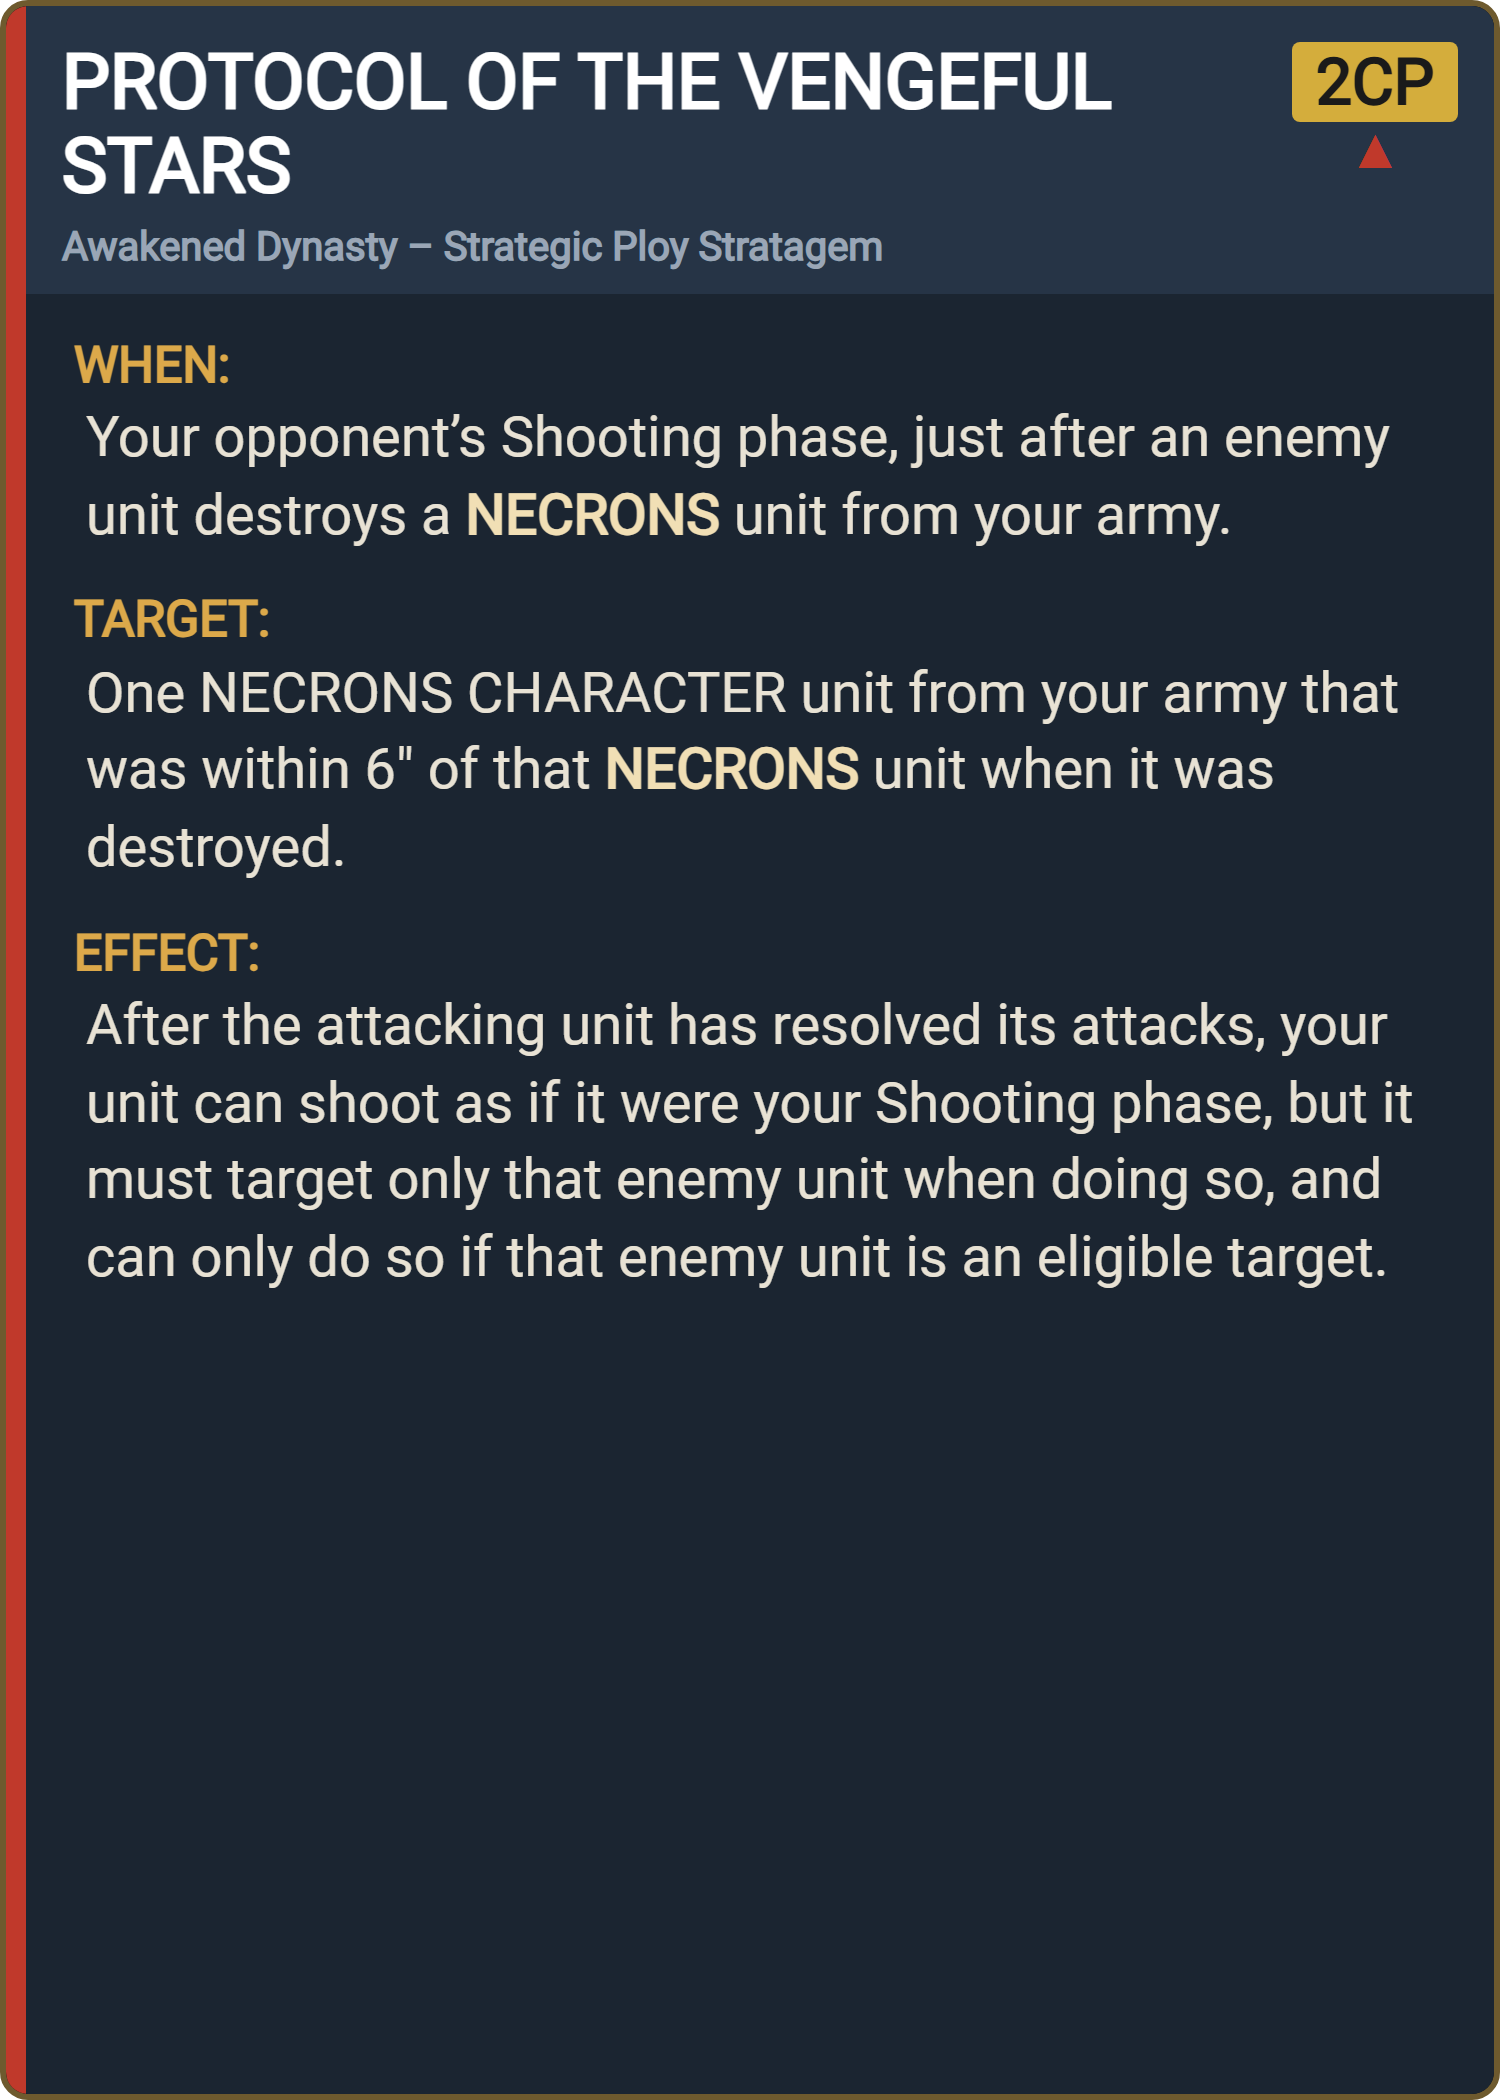 PROTOCOL OF THE VENGEFUL
STARS
2CP
Awakened Dynasty – Strategic Ploy Stratagem
WHEN:
Your opponent’s Shooting phase, just after an enemy
unit destroys a NECRONS unit from your army.
TARGET:
One NECRONS CHARACTER unit from your army that
was within 6" of that NECRONS unit when it was
destroyed.
EFFECT:
After the attacking unit has resolved its attacks, your
unit can shoot as if it were your Shooting phase, but it
must target only that enemy unit when doing so, and
can only do so if that enemy unit is an eligible target.